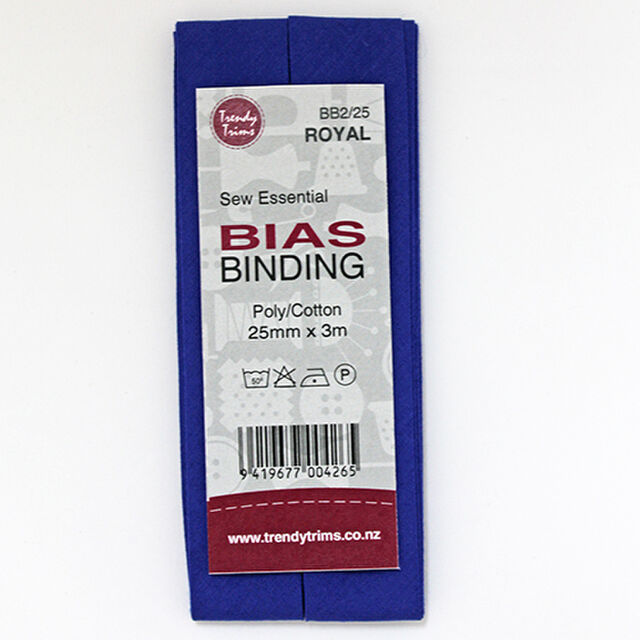 Trendy
Trims
BB2/25
ROYAL
Sew Essential
BIAS
BINDING
Poly/Cotton
25mm x 3m
50°
P
9 419677 004265
www.trendytrims.co.nz